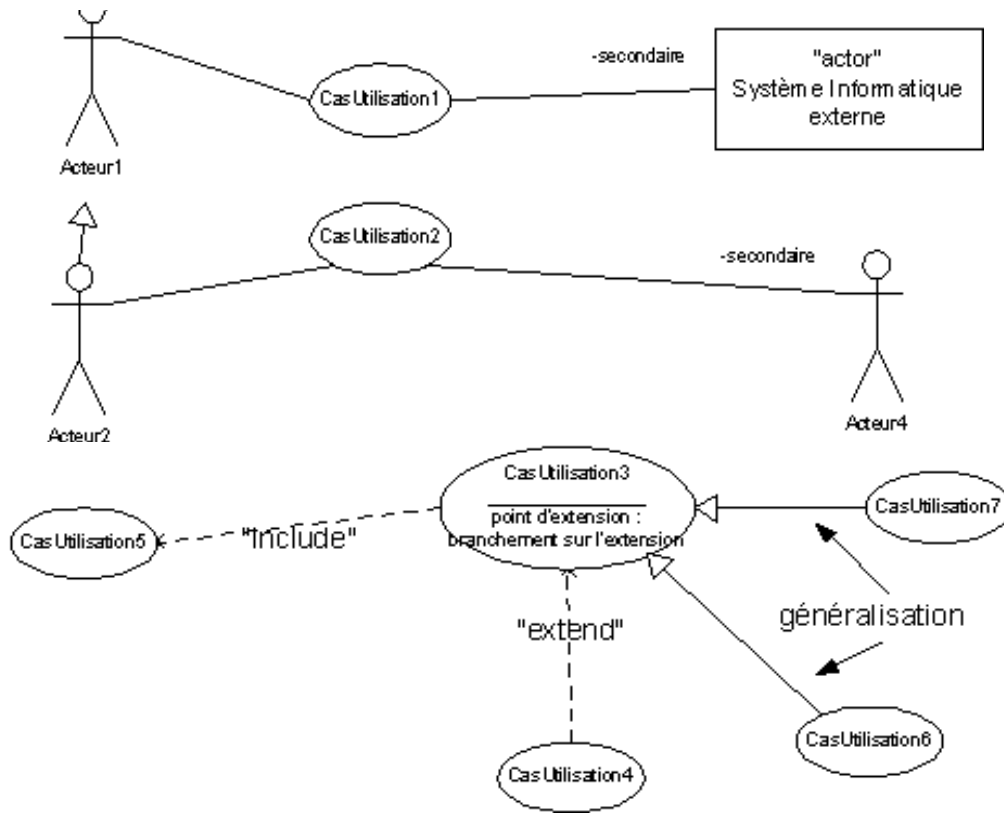 -secondaire
"actor"
Système Informatique
externe
CasUtilisation1
Acteur1
CasUtilisation2
-secondaire
Acteur2
Acteur4
CasUtilisation3
point d'extension :
branchement sur l'extension
CasUtilisation7
CasUtilisation5
"include"
généralisation
"extend"
CasUtilisation6
CasUtilisation4